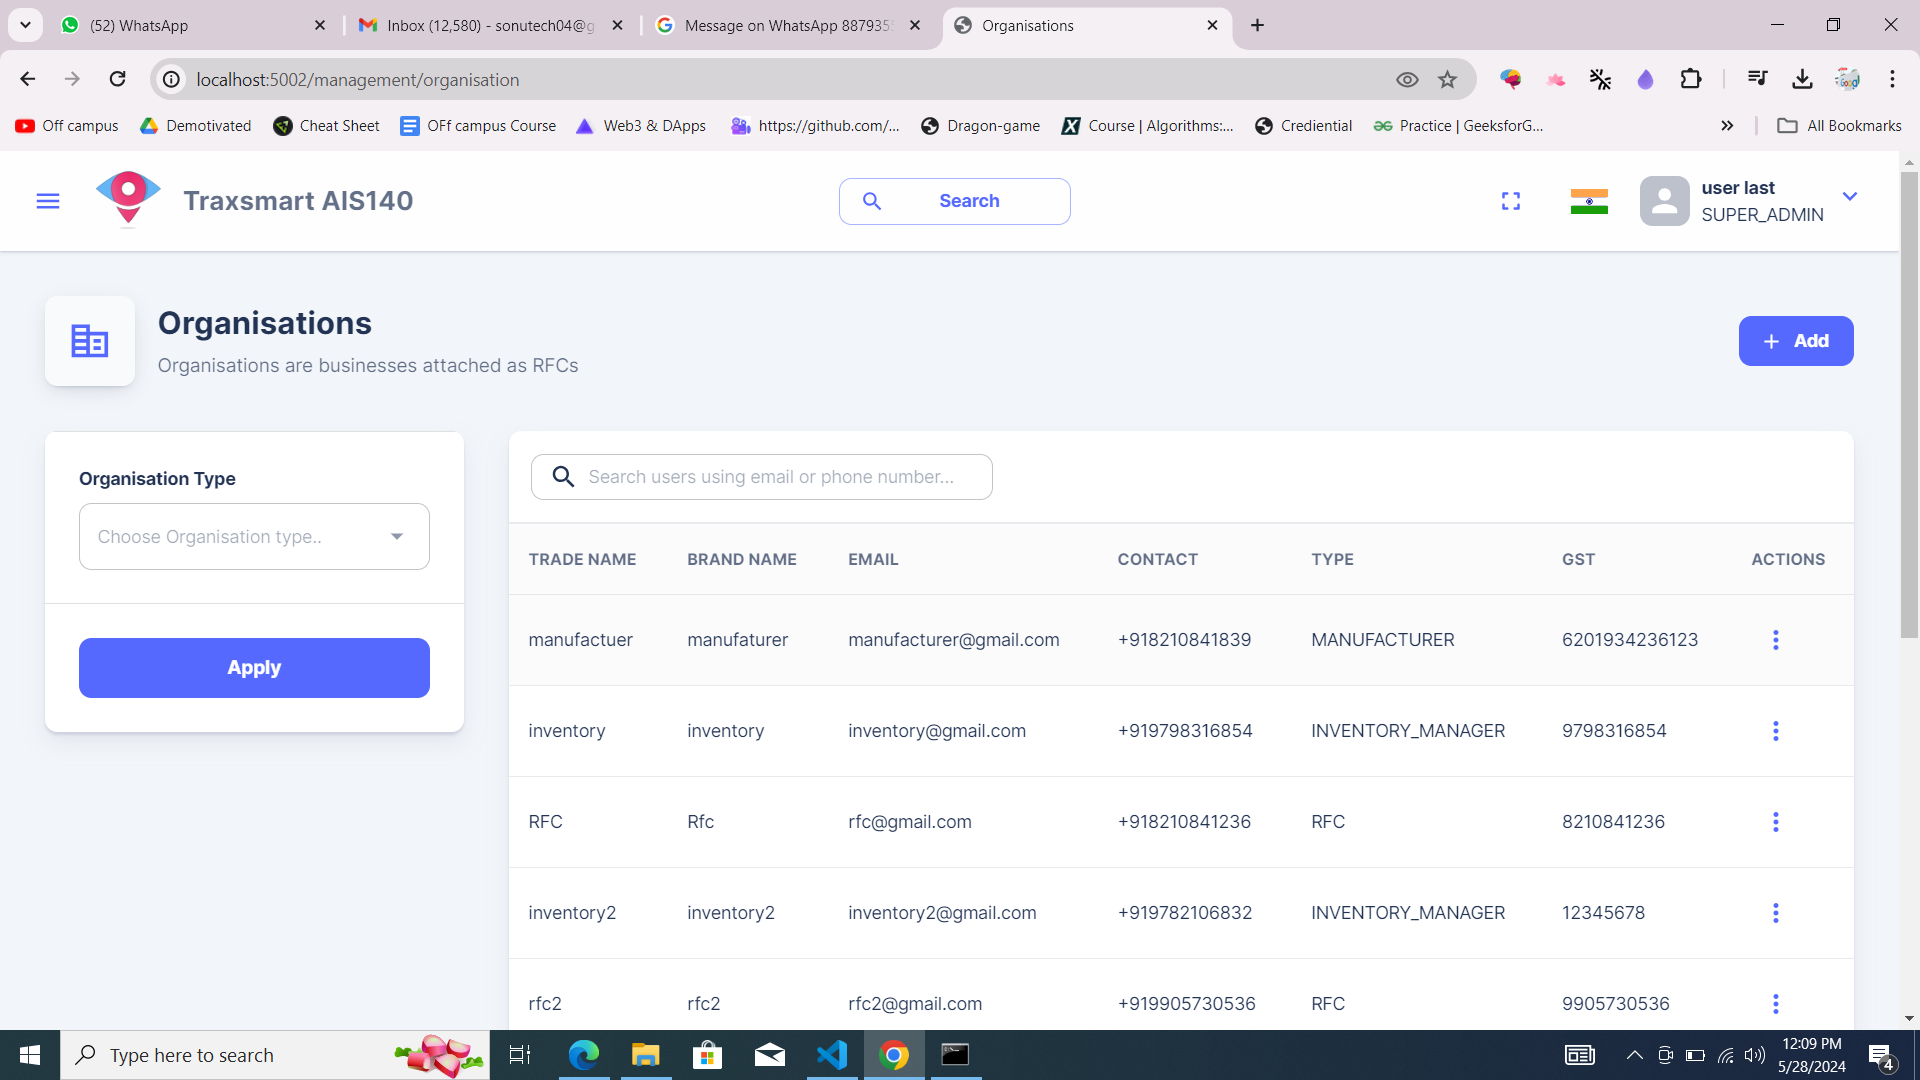 (52) WhatsApp
Inbox (12,580) - sonutech04@g
Message on WhatsApp 887935
Organisations
localhost:5002/management/organisation
Off campus
Demotivated
Cheat Sheet
OFf campus Course
Web3 & DApps
https://github.com/...
Dragon-game
Course | Algorithms:...
Crediential
Practice | GeeksforG...
All Bookmarks
Traxsmart AIS140
Search
user last
SUPER_ADMIN
Organisations
Organisations are businesses attached as RFCs
+ Add
Organisation Type
Choose Organisation type..
Apply
Search users using email or phone number...
TRADE NAME BRAND NAME EMAIL CONTACT TYPE GST ACTIONS
manufactuer manufaturer manufacturer@gmail.com +918210841839 MANUFACTURER 6201934236123
inventory inventory inventory@gmail.com +919798316854 INVENTORY_MANAGER 9798316854
RFC Rfc rfc@gmail.com +918210841236 RFC 8210841236
inventory2 inventory2 inventory2@gmail.com +919782106832 INVENTORY_MANAGER 12345678
rfc2 rfc2 rfc2@gmail.com +919905730536 RFC 9905730536
Type here to search
12:09 PM
5/28/2024
4